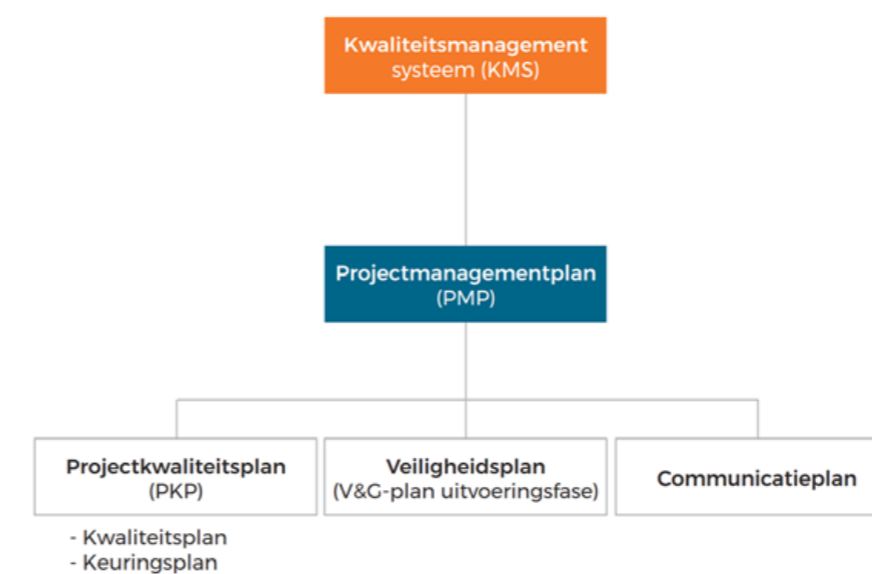 Kwaliteitsmanagement
systeem (KMS)
Projectmanagementplan
(PMP)
Projectkwaliteitsplan
(PKP)
Veiligheidsplan
(V&G-plan uitvoeringsfase)
Communicatieplan
- Kwaliteitsplan
- Keuringsplan